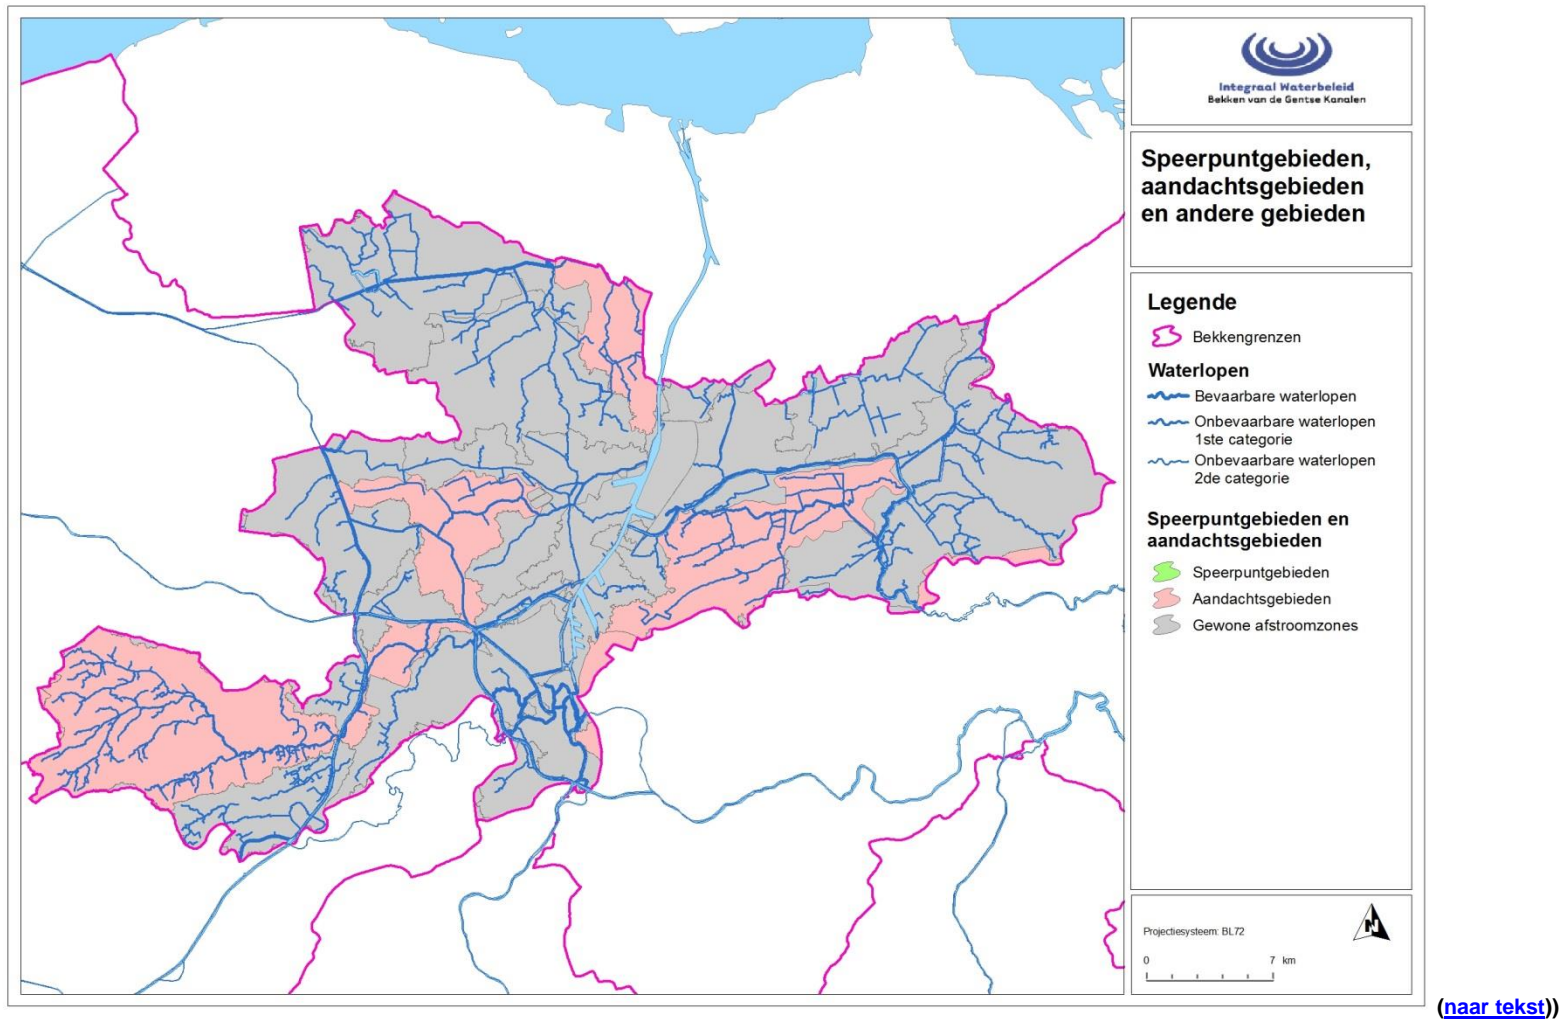 Integraal Waterbeleid
Bekken van de Gentse Kanalen
Speerpuntgebieden,
aandachtsgebieden
en andere gebieden
Legende
Bekkengrenzen
Waterlopen
Bevaarbare waterlopen
Onbevaarbare waterlopen
1ste categorie
Onbevaarbare waterlopen
2de categorie
Speerpuntgebieden en
aandachtsgebieden
Speerpuntgebieden
Aandachtsgebieden
Gewone afstroomzones
Projectiesysteem: BL72
N
0 7 km
(naar tekst))